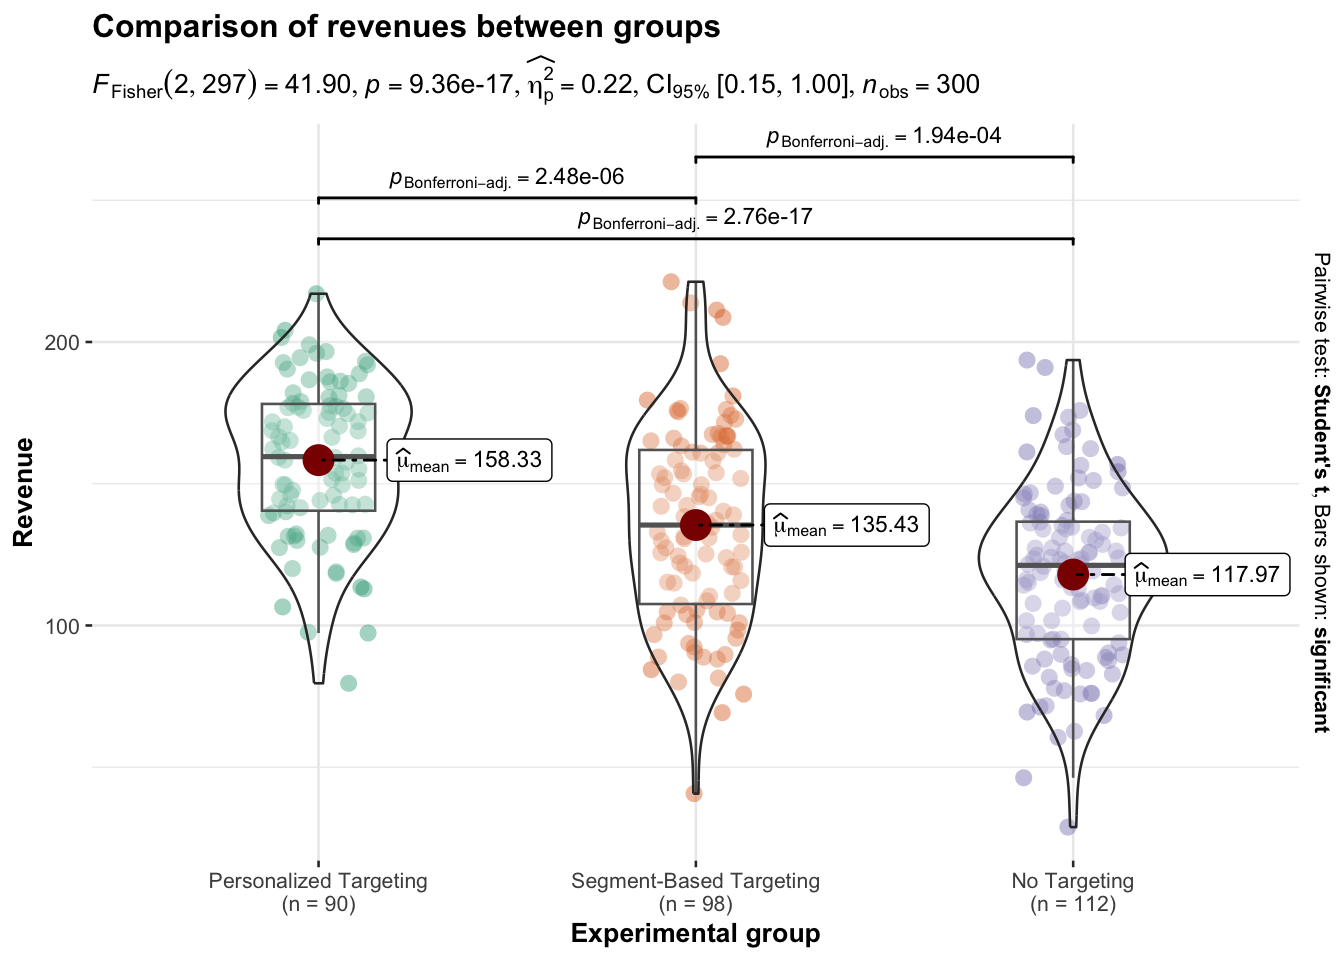 Comparison of revenues between groups
F_Fisher(2, 297) = 41.90, p = 9.36e-17, η̂²_p = 0.22, CI_95% [0.15, 1.00], n_obs = 300
p_Bonferroni−adj. = 1.94e-04
p_Bonferroni−adj. = 2.48e-06
p_Bonferroni−adj. = 2.76e-17
200
100
Revenue
μ̂_mean = 158.33
μ̂_mean = 135.43
μ̂_mean = 117.97
Pairwise test: Student's t, Bars shown: significant
Personalized Targeting
(n = 90)
Segment-Based Targeting
(n = 98)
No Targeting
(n = 112)
Experimental group